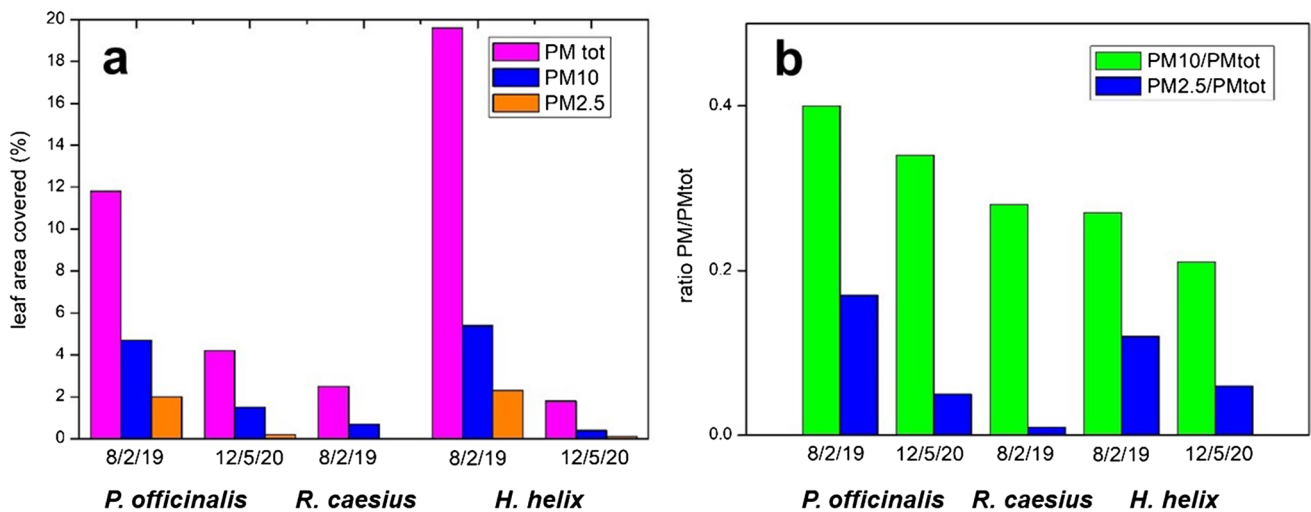 a
PM tot
PM10
PM2.5
leaf area covered (%)
20
18
16
14
12
10
8
6
4
2
0
8/2/19 12/5/20 8/2/19 8/2/19 12/5/20
P. officinalis R. caesius H. helix
b
PM10/PMtot
PM2.5/PMtot
ratio PM/PMtot
0.4
0.2
0.0
8/2/19 12/5/20 8/2/19 8/2/19 12/5/20
P. officinalis R. caesius H. helix